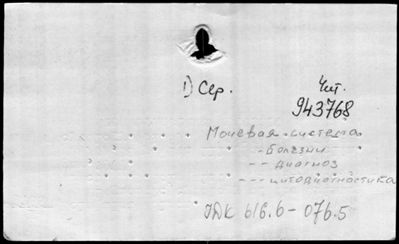 1) Сер.
Чит.
943768
Мочевая система
- Болезни
-- диагноз
--- цитодиагностика
УДК 616.6-076.5